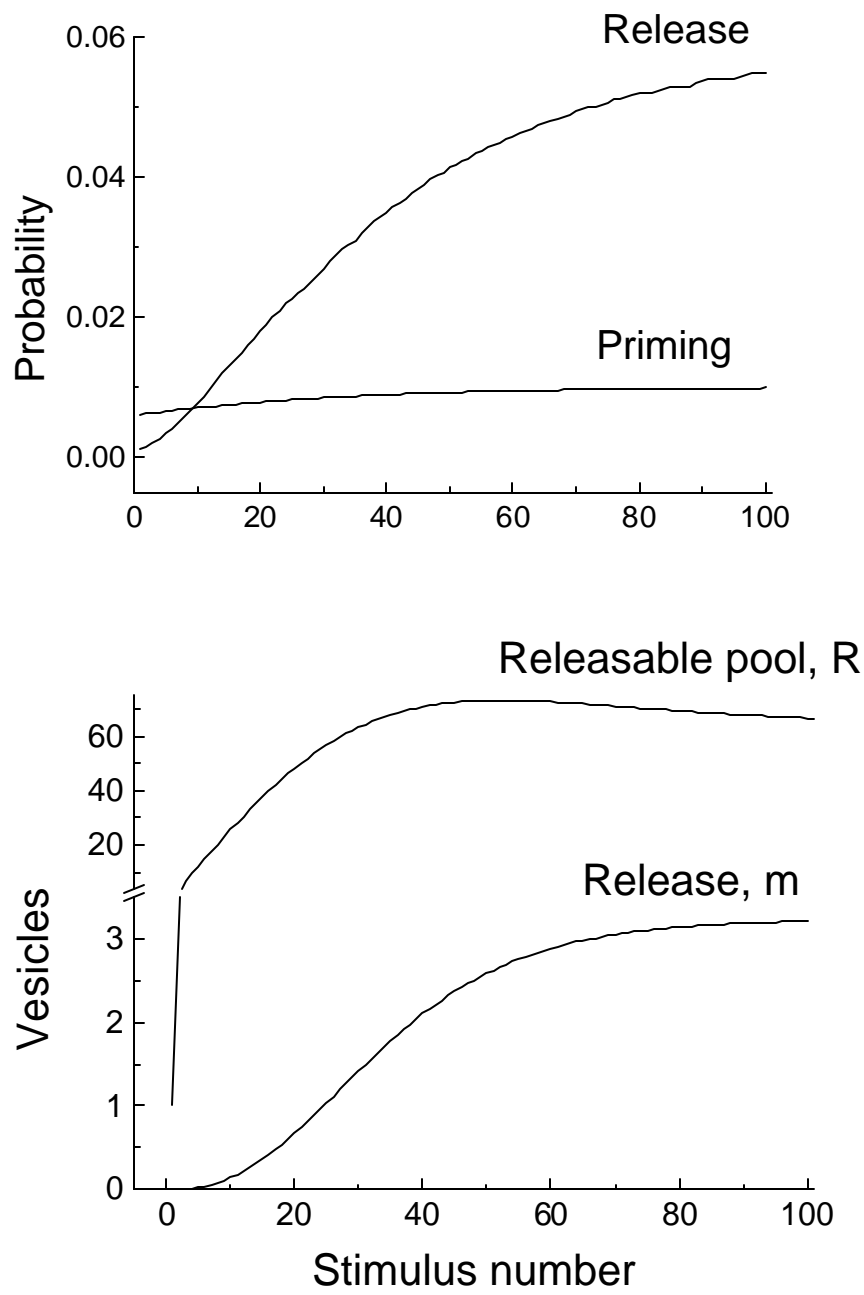 Release
0.06
0.04
0.02
0.00
Probability
Priming
0 20 40 60 80 100
Releasable pool, R
60
40
20
Release, m
3
2
1
0
Vesicles
0 20 40 60 80 100
Stimulus number